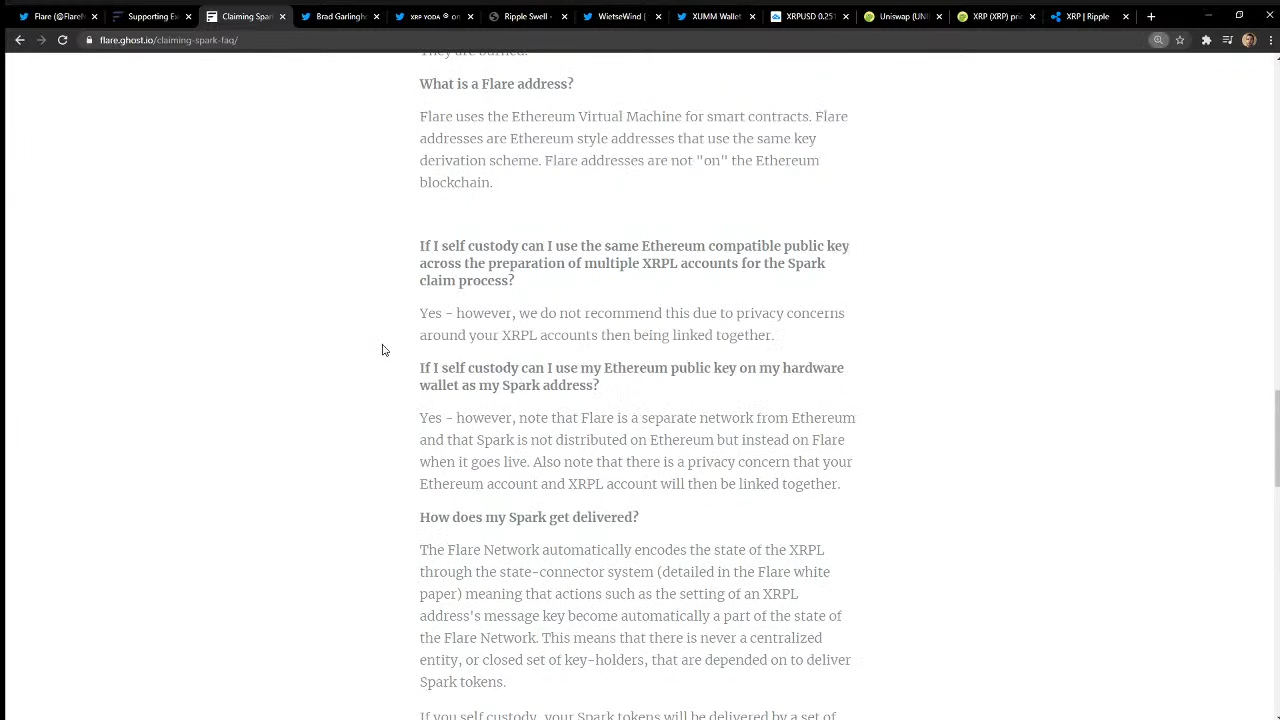 Flare (@FlareN
Supporting Ex
Claiming Spar
Brad Garlingho
XRP YODA ® on
Ripple Swell -
WietseWind (
XUMM Wallet
XRPUSD 0.251
Uniswap (UNI
XRP (XRP) pri
XRP | Ripple
flare.ghost.io/claiming-spark-faq/
They are burned.
What is a Flare address?
Flare uses the Ethereum Virtual Machine for smart contracts. Flare
addresses are Ethereum style addresses that use the same key
derivation scheme. Flare addresses are not "on" the Ethereum
blockchain.
If I self custody can I use the same Ethereum compatible public key
across the preparation of multiple XRPL accounts for the Spark
claim process?
Yes - however, we do not recommend this due to privacy concerns
around your XRPL accounts then being linked together.
If I self custody can I use my Ethereum public key on my hardware
wallet as my Spark address?
Yes - however, note that Flare is a separate network from Ethereum
and that Spark is not distributed on Ethereum but instead on Flare
when it goes live. Also note that there is a privacy concern that your
Ethereum account and XRPL account will then be linked together.
How does my Spark get delivered?
The Flare Network automatically encodes the state of the XRPL
through the state-connector system (detailed in the Flare white
paper) meaning that actions such as the setting of an XRPL
address's message key become automatically a part of the state of
the Flare Network. This means that there is never a centralized
entity, or closed set of key-holders, that are depended on to deliver
Spark tokens.
If you self custody, your Spark tokens will be delivered by a set of